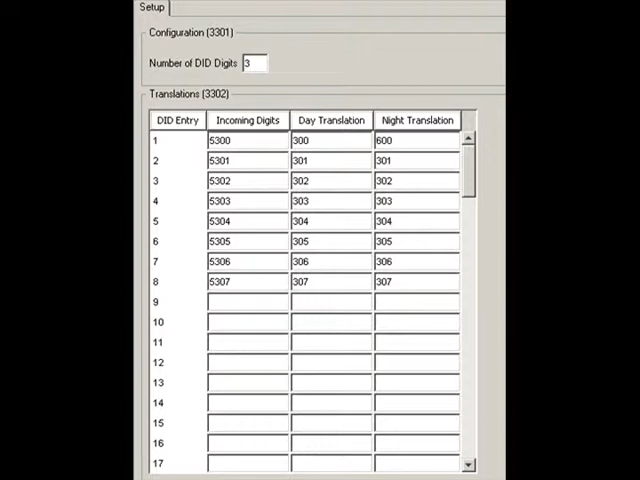 Setup
Configuration (3301)
Number of DID Digits 3
Translations (3302)
DID Entry Incoming Digits Day Translation Night Translation
1 5300 300 600
2 5301 301 301
3 5302 302 302
4 5303 303 303
5 5304 304 304
6 5305 305 305
7 5306 306 306
8 5307 307 307
9
10
11
12
13
14
15
16
17